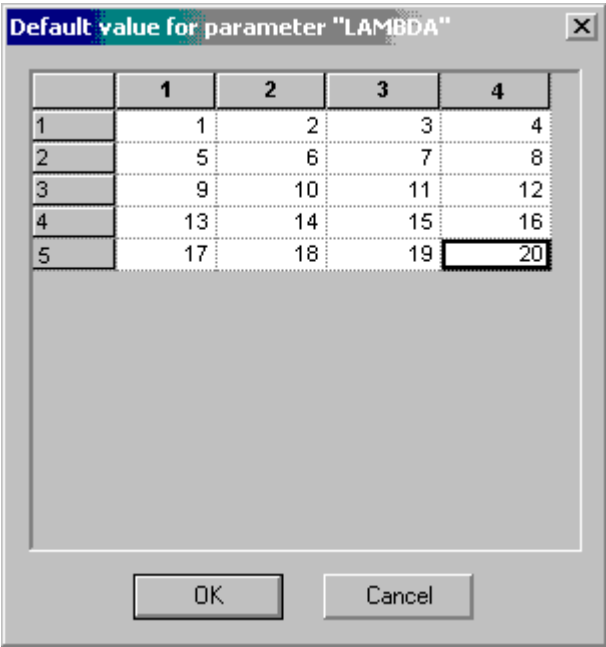 Default value for parameter "LAMBDA"
1 2 3 4
1 1 2 3 4
2 5 6 7 8
3 9 10 11 12
4 13 14 15 16
5 17 18 19 20
OK Cancel